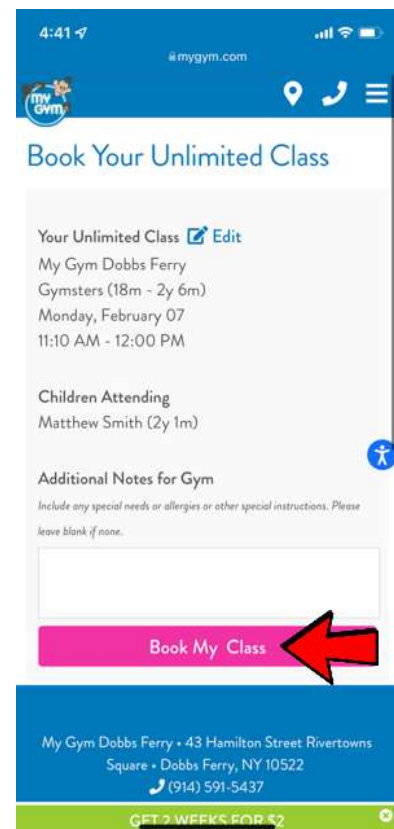 4:41
mygym.com
my
GYM
Book Your Unlimited Class
Your Unlimited Class Edit
My Gym Dobbs Ferry
Gymsters (18m - 2y 6m)
Monday, February 07
11:10 AM - 12:00 PM
Children Attending
Matthew Smith (2y 1m)
Additional Notes for Gym
Include any special needs or allergies or other special instructions. Please
leave blank if none.
Book My Class
My Gym Dobbs Ferry • 43 Hamilton Street Rivertowns
Square • Dobbs Ferry, NY 10522
(914) 591-5437
GET 2 WEEKS FOR $2